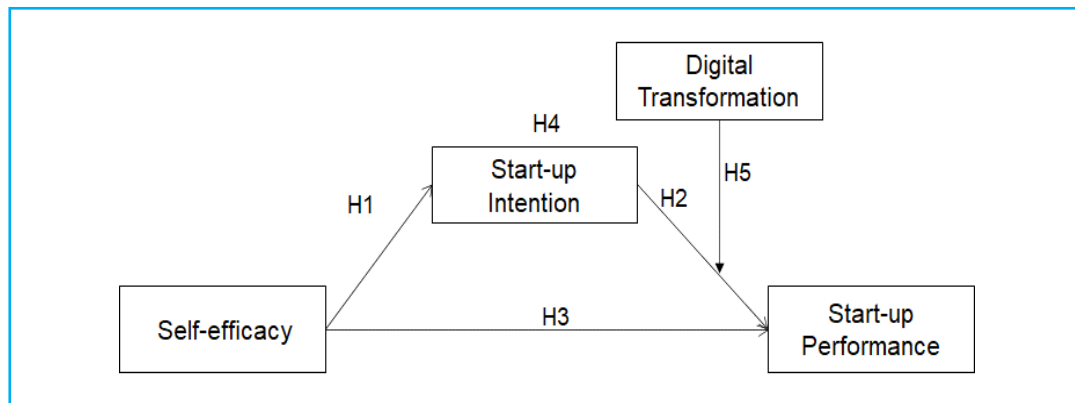 Digital
Transformation
H4
Start-up
Intention
H5
H1
H2
Self-efficacy
H3
Start-up
Performance